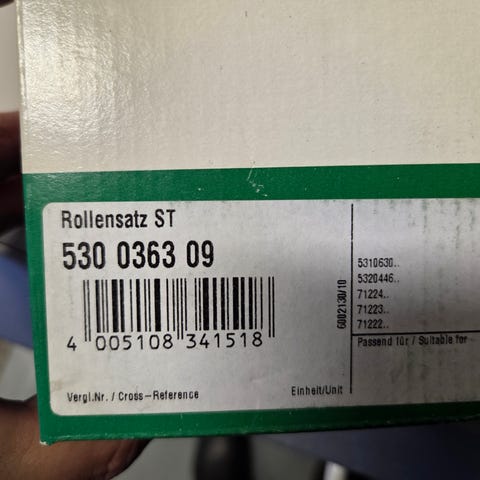 Rollensatz ST
530 0363 09
4 005108 341518
Vergl.Nr. / Cross-Reference
Einheit/Unit
6002130/10
5310630..
5320446..
71224..
71223..
71222..
Passend für / Suitable for